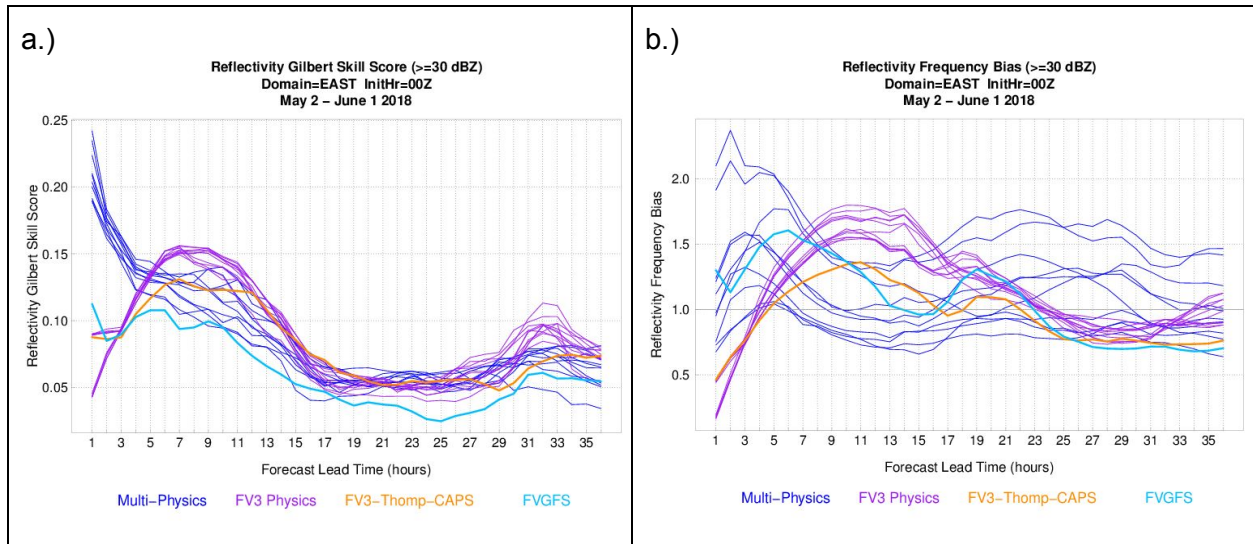 a.)
Reflectivity Gilbert Skill Score (>=30 dBZ)
Domain=EAST InitHr=00Z
May 2 − June 1 2018
0.25
0.20
0.15
0.10
0.05
Reflectivity Gilbert Skill Score
1 3 5 7 9 11 13 15 17 19 21 23 25 27 29 31 33 35
Forecast Lead Time (hours)
Multi−Physics FV3 Physics FV3−Thomp−CAPS FVGFS
b.)
Reflectivity Frequency Bias (>=30 dBZ)
Domain=EAST InitHr=00Z
May 2 − June 1 2018
2.0
1.5
1.0
0.5
Reflectivity Frequency Bias
1 3 5 7 9 11 13 15 17 19 21 23 25 27 29 31 33 35
Forecast Lead Time (hours)
Multi−Physics FV3 Physics FV3−Thomp−CAPS FVGFS